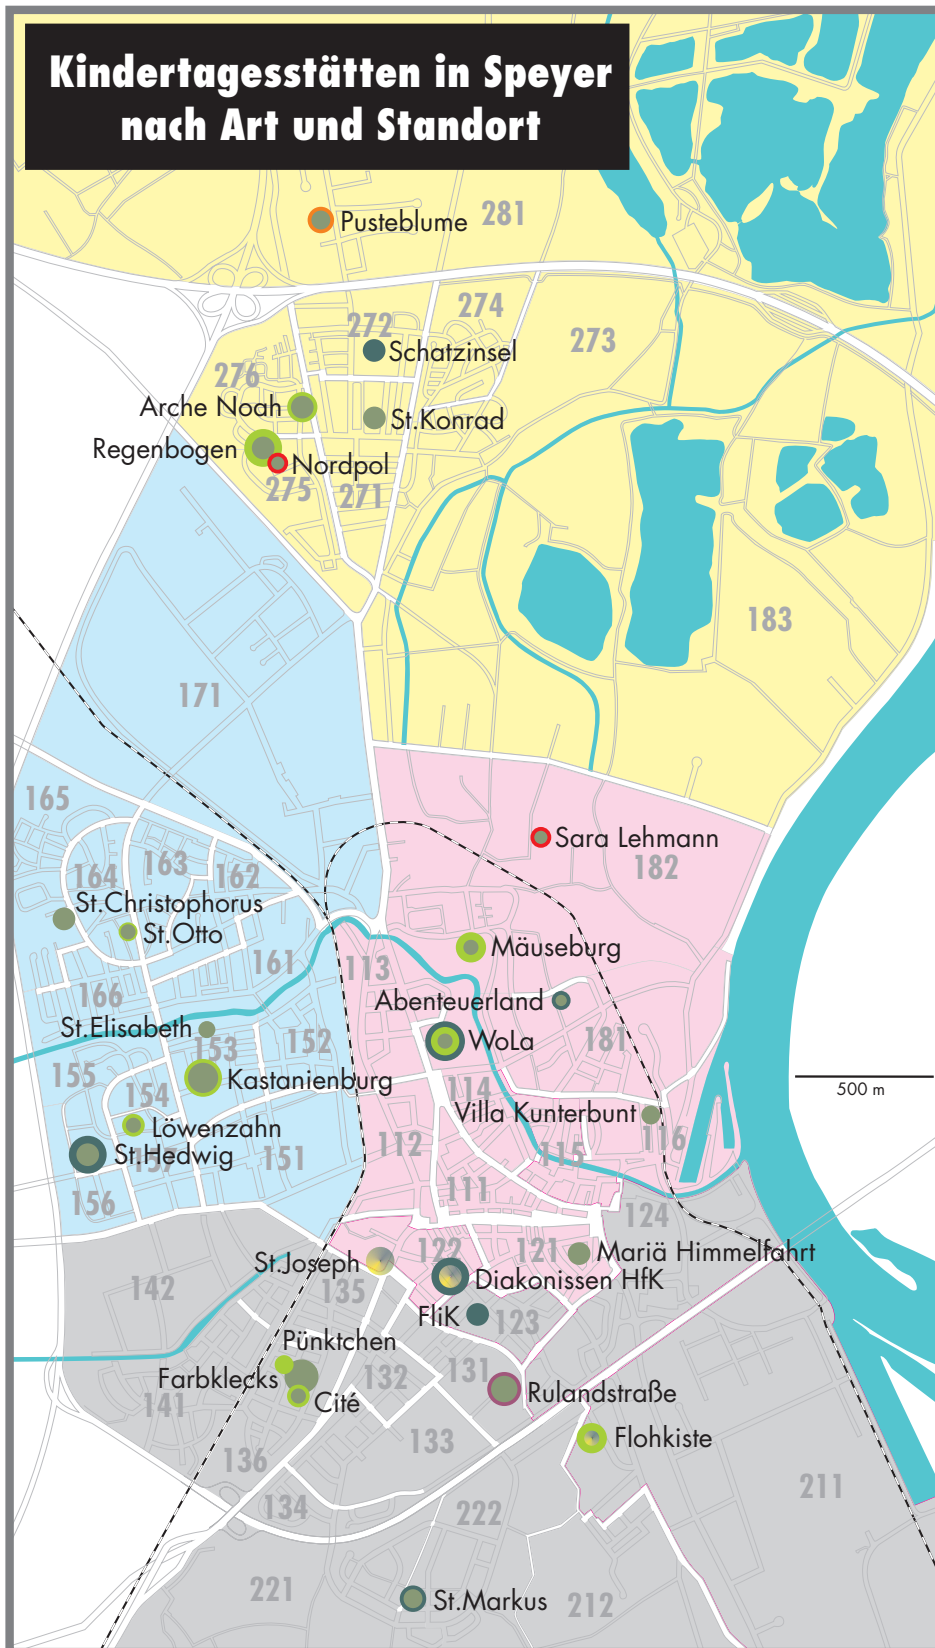 Kindertagesstätten in Speyer
nach Art und Standort
Pusteblume
281
274
272
273
Schatzinsel
276
Arche Noah
St.Konrad
Regenbogen
Nordpol
275
271
183
171
165
Sara Lehmann
163
182
164
162
St.Christophorus
St.Otto
Mäuseburg
161
113
166
Abenteuerland
St.Elisabeth
152
181
WoLa
153
155
Kastanienburg
500 m
154
114
Villa Kunterbunt
Löwenzahn
116
112
St.Hedwig
157
151
115
156
111
124
122
121
Mariä Himmelfahrt
St.Joseph
Diakonissen HfK
142
135
FliK
123
Pünktchen
Farbklecks
132
131
Rulandstraße
141
Cité
133
Flohkiste
136
211
134
222
221
St.Markus
212